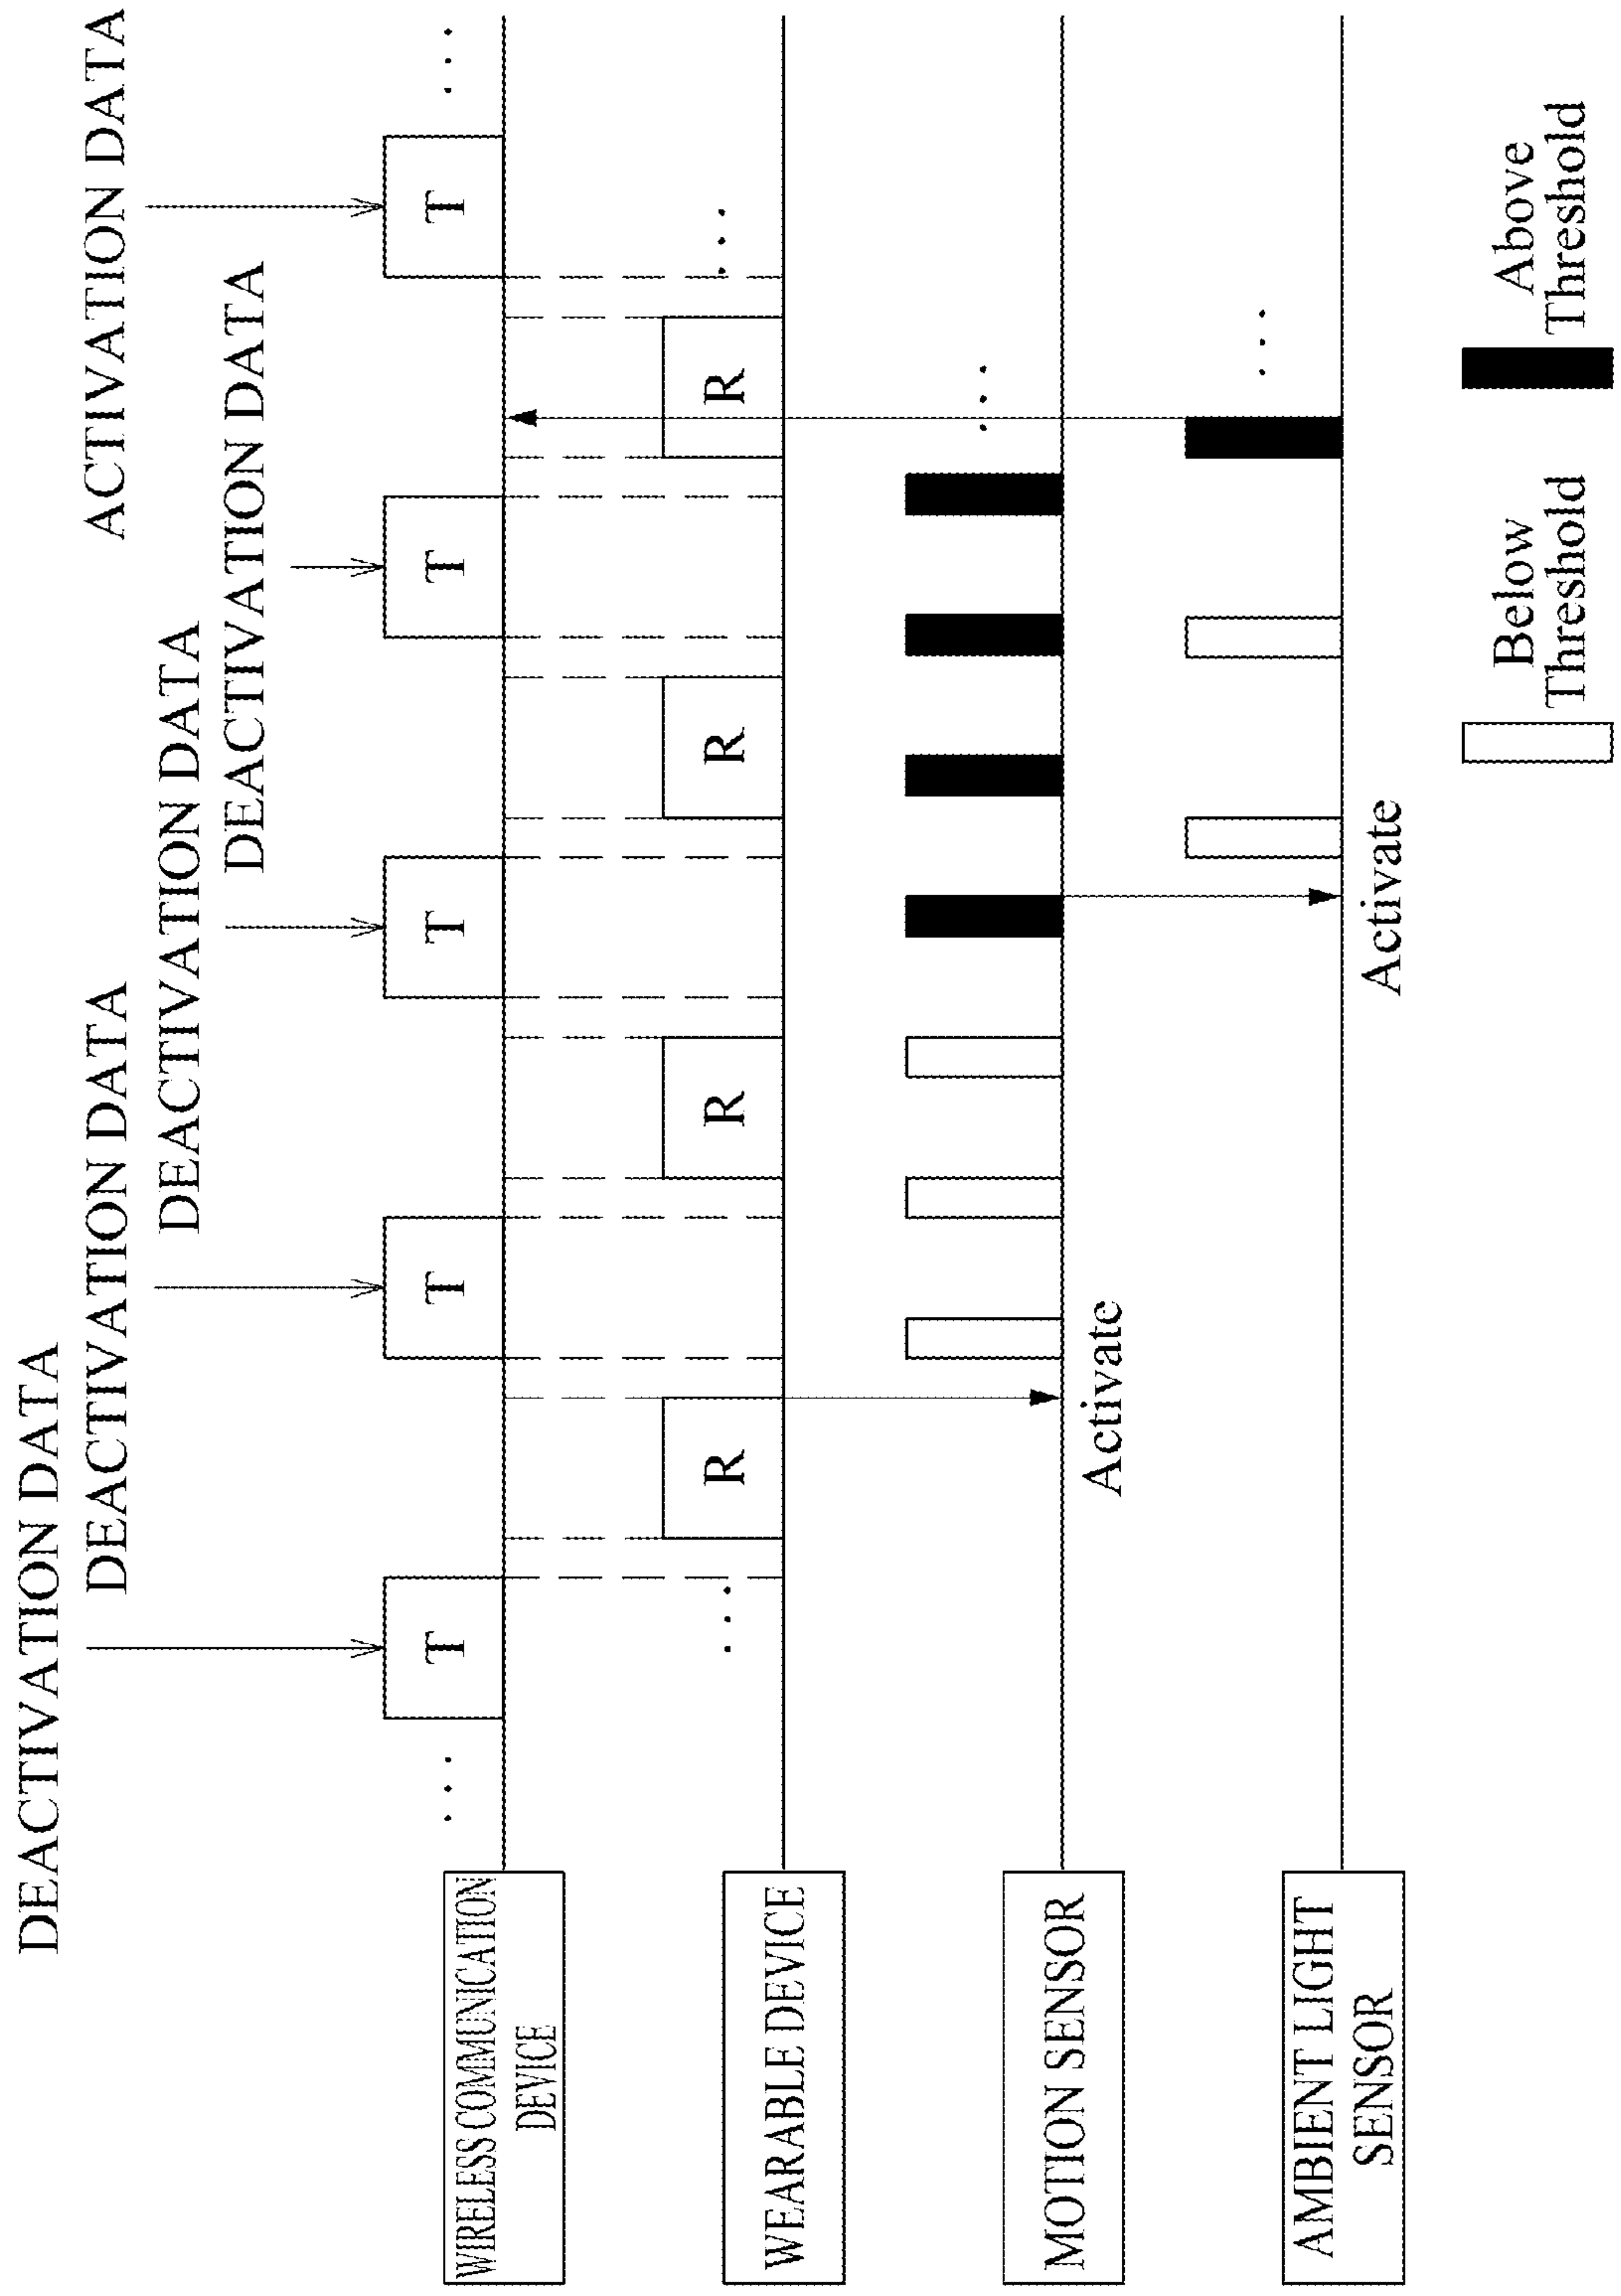 DEACTIVATION DATA
DEACTIVATION DATA
DEACTIVATION DATA
DEACTIVATION DATA
ACTIVATION DATA
WIRELESS COMMUNICATION
DEVICE
. . .
T
T
T
T
T
. . .
WEARABLE DEVICE
. . .
R
R
R
R
. . .
MOTION SENSOR
Activate
. . .
AMBIENT LIGHT
SENSOR
Activate
. . .
Below
Threshold
Above
Threshold